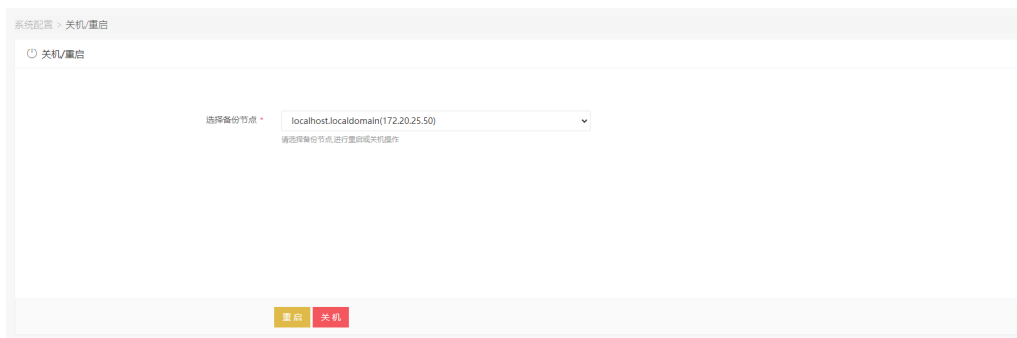 系统配置 > 关机/重启
关机/重启
选择备份节点 *
localhost.localdomain(172.20.25.50)
请选择备份节点,进行重启或关机操作
重启 关机